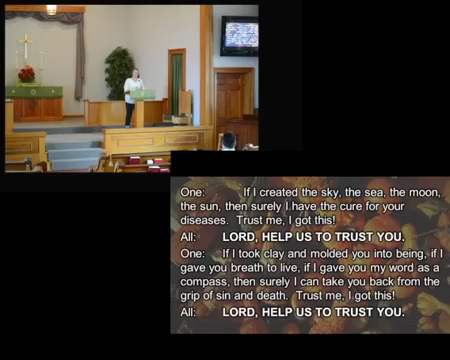 One: If I created the sky, the sea, the moon,
the sun, then surely I have the cure for your
diseases. Trust me, I got this!
All: LORD, HELP US TO TRUST YOU.
One: If I took clay and molded you into being, if I
gave you breath to live, if I gave you my word as a
compass, then surely I can take you back from the
grip of sin and death. Trust me, I got this!
All: LORD, HELP US TO TRUST YOU.